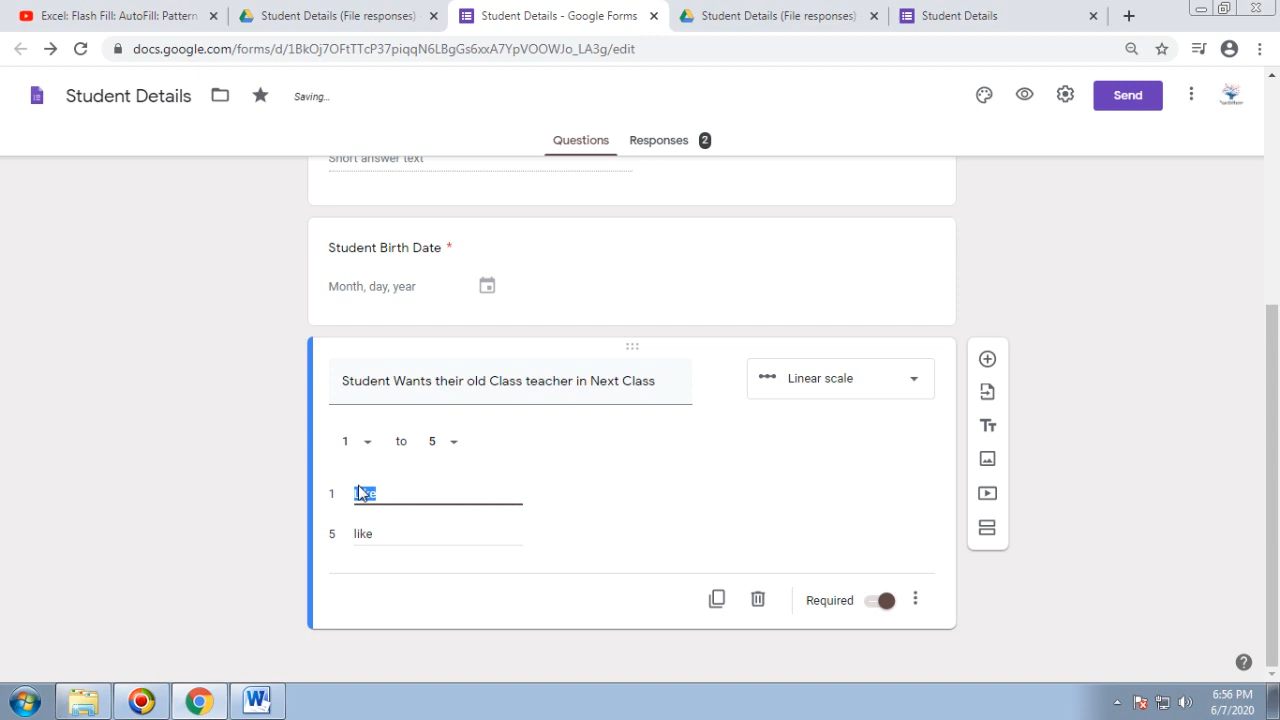 Excel: Flash Fill: AutoFill: Pattern
Student Details (File responses)
Student Details - Google Forms
Student Details (File responses)
Student Details
docs.google.com/forms/d/1BkOj7OFtTTcP37piqqN6LBgGs6xxA7YpVOOWJo_LA3g/edit
Student Details
Saving...
Send
Questions
Responses 2
Short answer text
Student Birth Date *
Month, day, year
Student Wants their old Class teacher in Next Class
Linear scale
1 to 5
1
5 like
Required
6:56 PM
6/7/2020